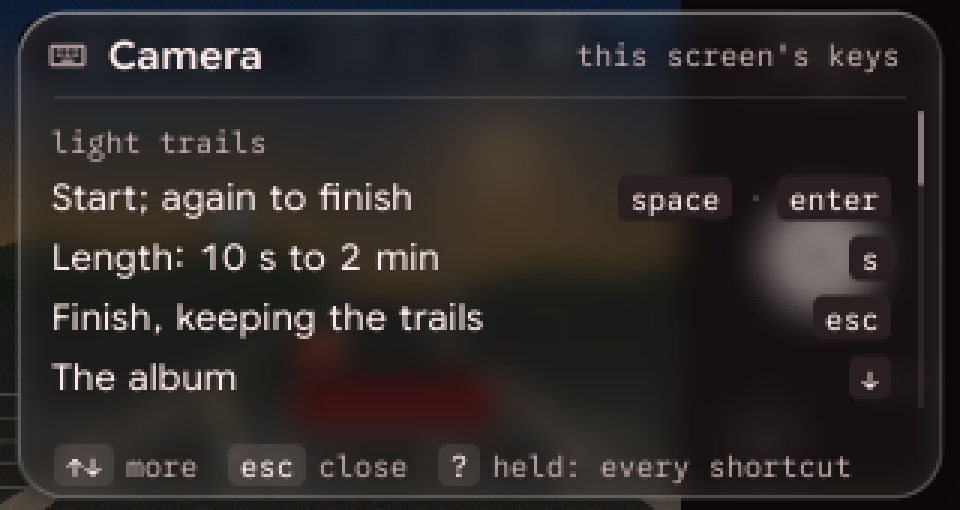 Camera this screen's keys
light trails
Start; again to finish space · enter
Length: 10 s to 2 min s
Finish, keeping the trails esc
The album ↓
↑↓ more esc close ? held: every shortcut